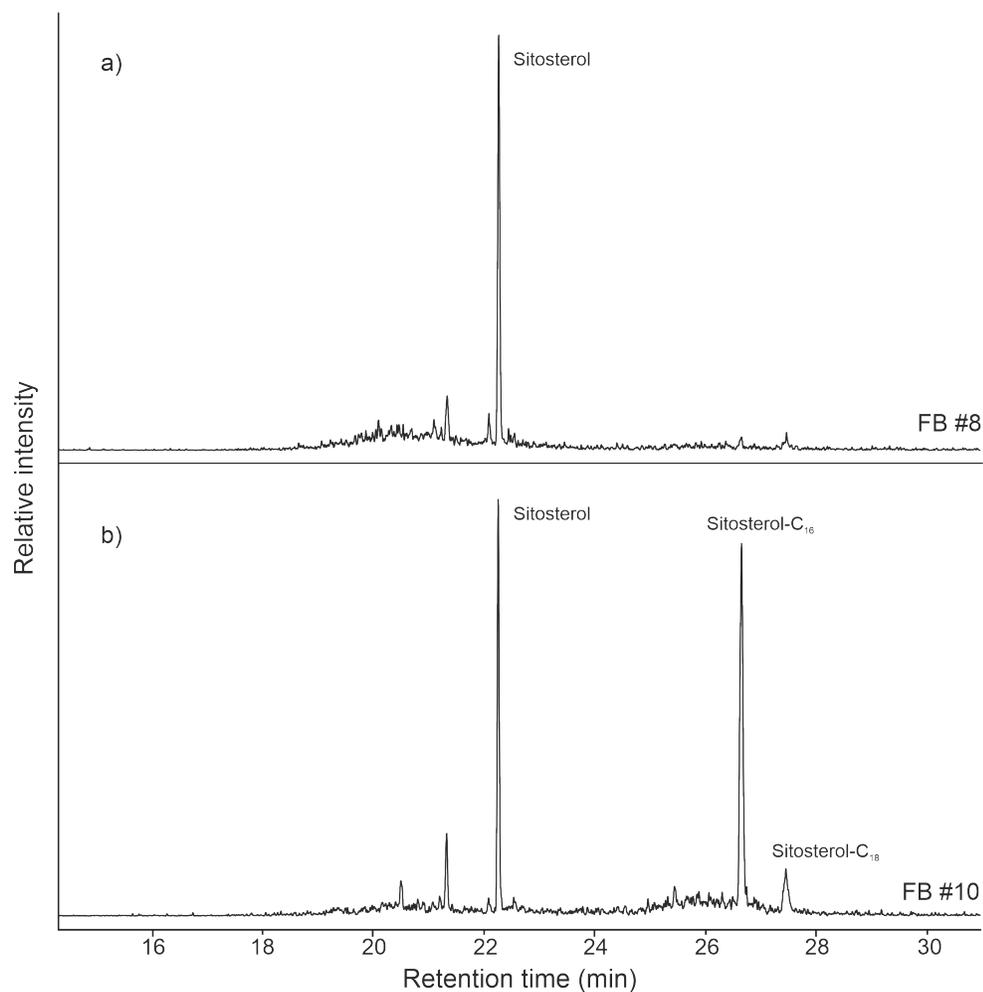 a)
Sitosterol
FB #8
Relative intensity
b)
Sitosterol
Sitosterol-C₁₆
Sitosterol-C₁₈
FB #10
16 18 20 22 24 26 28 30
Retention time (min)